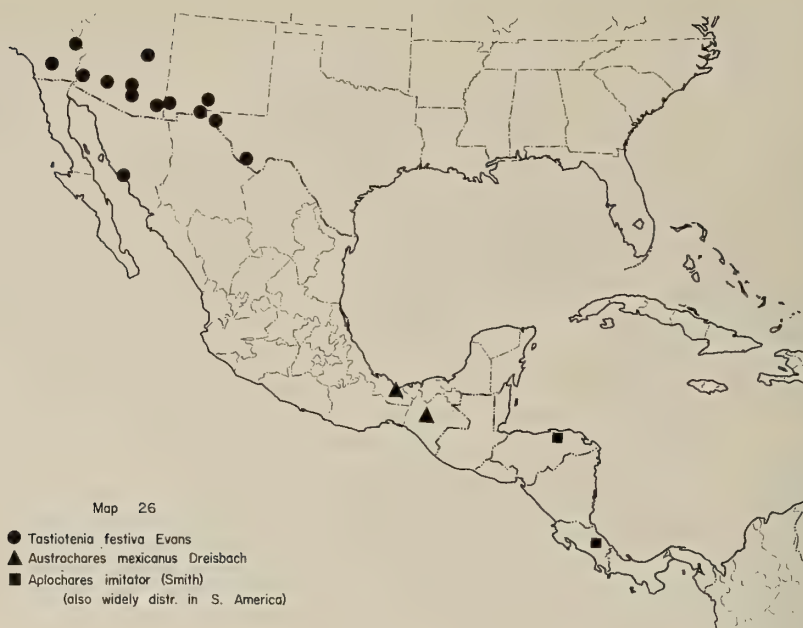 Map 26
Tastiotenia festiva Evans
Austrochares mexicanus Dreisbach
Aplochares imitator (Smith)
(also widely distr. in S. America)